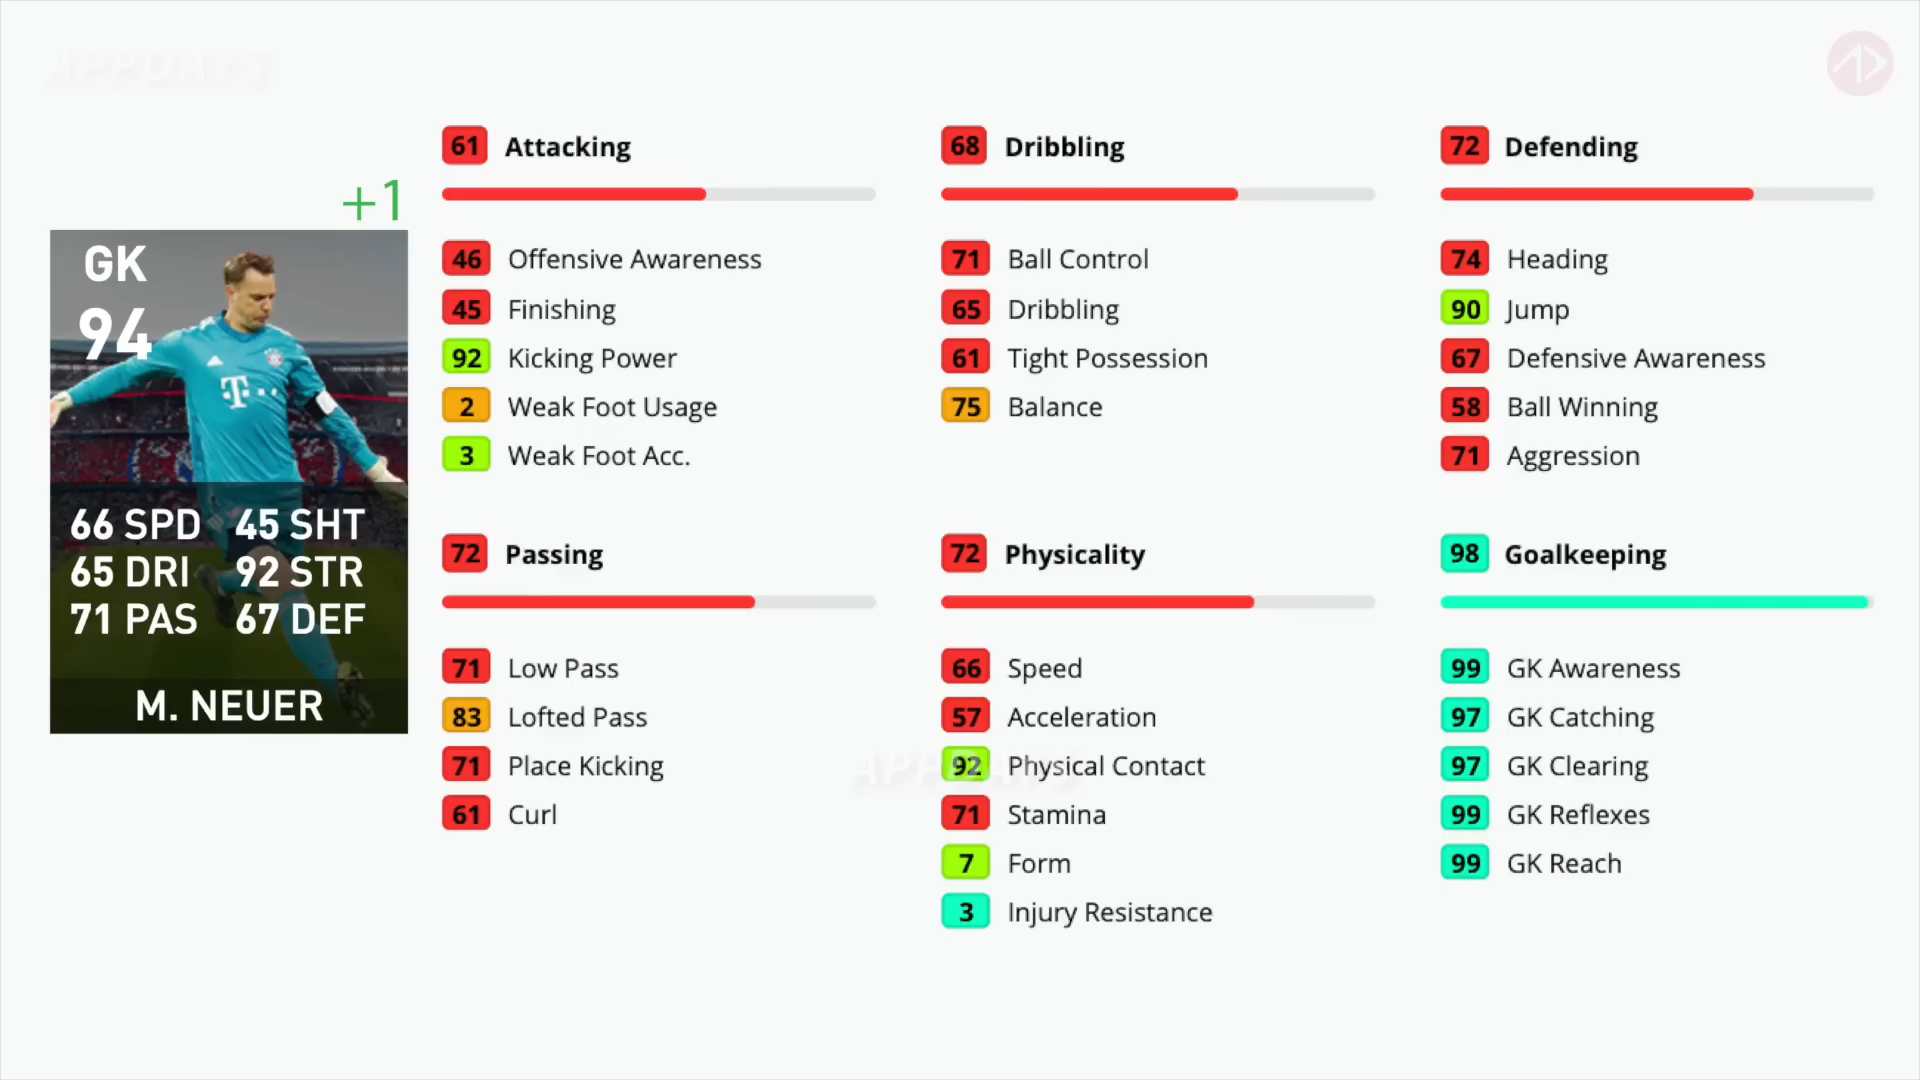 APPDAYS
+1
GK
94
66 SPD 45 SHT
65 DRI 92 STR
71 PAS 67 DEF
M. NEUER
61 Attacking
46 Offensive Awareness
45 Finishing
92 Kicking Power
2 Weak Foot Usage
3 Weak Foot Acc.
68 Dribbling
71 Ball Control
65 Dribbling
61 Tight Possession
75 Balance
72 Defending
74 Heading
90 Jump
67 Defensive Awareness
58 Ball Winning
71 Aggression
72 Passing
71 Low Pass
83 Lofted Pass
71 Place Kicking
61 Curl
72 Physicality
66 Speed
57 Acceleration
92 Physical Contact
71 Stamina
7 Form
3 Injury Resistance
98 Goalkeeping
99 GK Awareness
97 GK Catching
97 GK Clearing
99 GK Reflexes
99 GK Reach
APPDAYS